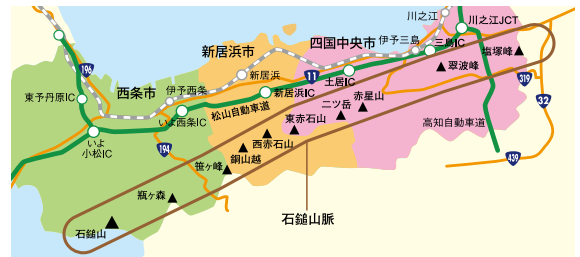 川之江
川之江JCT
四国中央市
伊予三島
三島IC
塩塚峰
新居浜市
新居浜
土居IC
翠波峰
196
11
319
32
西条市
伊予西条
新居浜IC
東予丹原IC
松山自動車道
赤星山
二ツ岳
高知自動車道
いよ西条IC
東赤石山
いよ
小松IC
194
西赤石山
銅山越
439
笹ヶ峰
瓶ヶ森
石鎚山
石鎚山脈